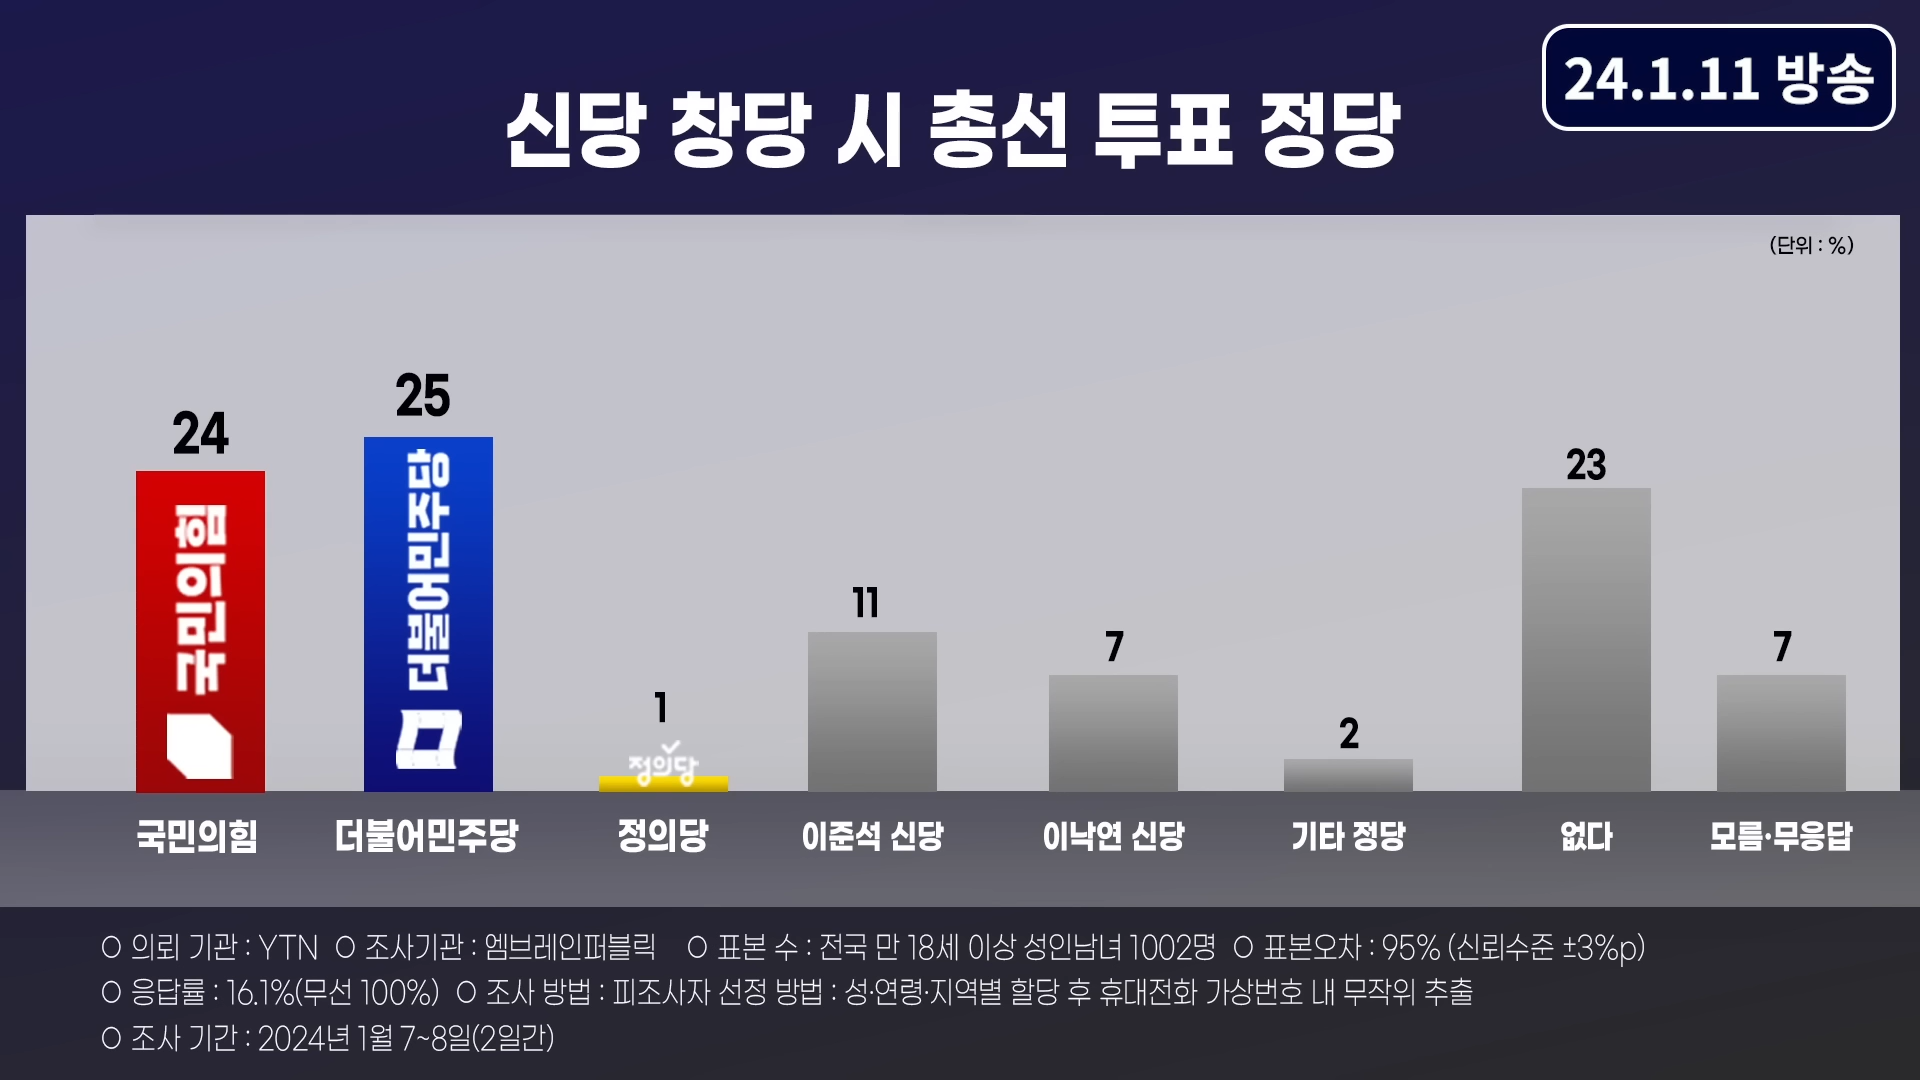 24.1.11 방송
신당 창당 시 총선 투표 정당
(단위 : %)
24 25 1 11 7 2 23 7
국민의힘
더불어민주당
정의당
국민의힘 더불어민주당 정의당 이준석 신당 이낙연 신당 기타 정당 없다 모름·무응답
○ 의뢰 기관 : YTN ○ 조사기관 : 엠브레인퍼블릭 ○ 표본 수 : 전국 만 18세 이상 성인남녀 1002명 ○ 표본오차 : 95% (신뢰수준 ±3%p)
○ 응답률 : 16.1%(무선 100%) ○ 조사 방법 : 피조사자 선정 방법 : 성·연령·지역별 할당 후 휴대전화 가상번호 내 무작위 추출
○ 조사 기간 : 2024년 1월 7~8일(2일간)